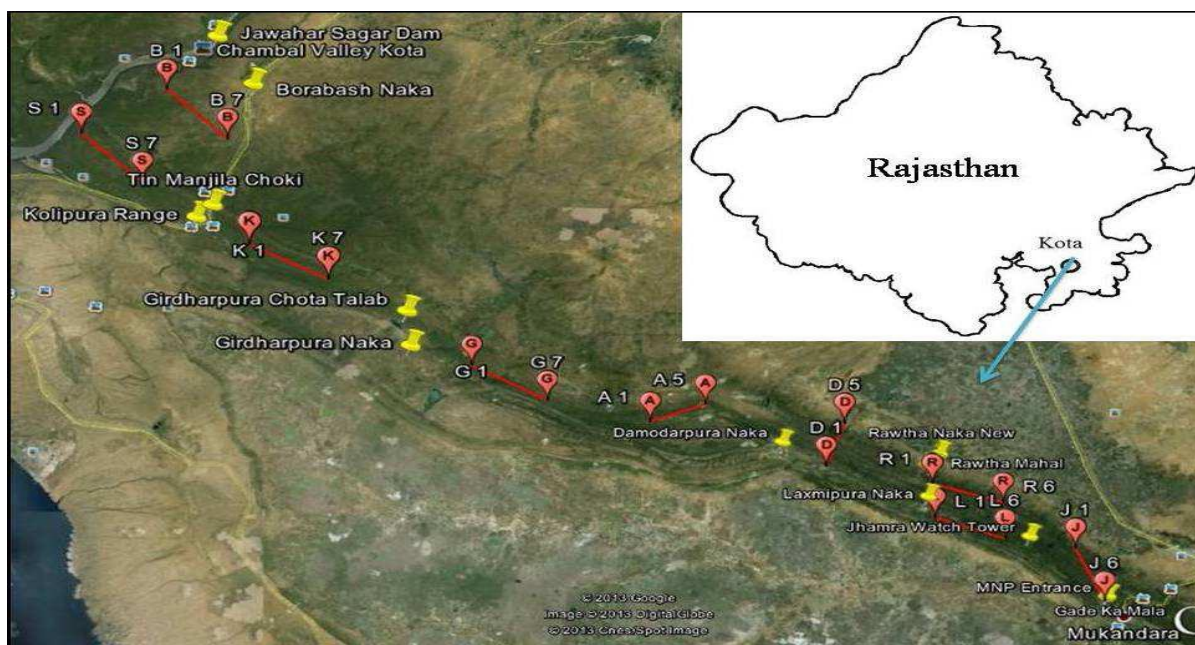 Jawahar Sagar Dam
B 1
Chambal Valley Kota
B
Borabash Naka
S 1
S
B 7
B
S 7
S
Tin Manjila Choki
Kolipura Range
K
K 1
K 7
K
Girdharpura Chota Talab
Girdharpura Naka
G
G 1
G 7
G
A 1
A
A 5
A
D 5
D
Damodarpura Naka
D 1
D
Rawtha Naka New
R 1
R
Rawtha Mahal
R
R 6
Laxmipura Naka
L 1
L 6
L
Jhamra Watch Tower
J 1
J
J 6
J
MNP Entrance
Gade Ka Mala
Mukandara
© 2013 Google
Image © 2013 DigitalGlobe
© 2013 Cnes/Spot Image
Rajasthan
Kota